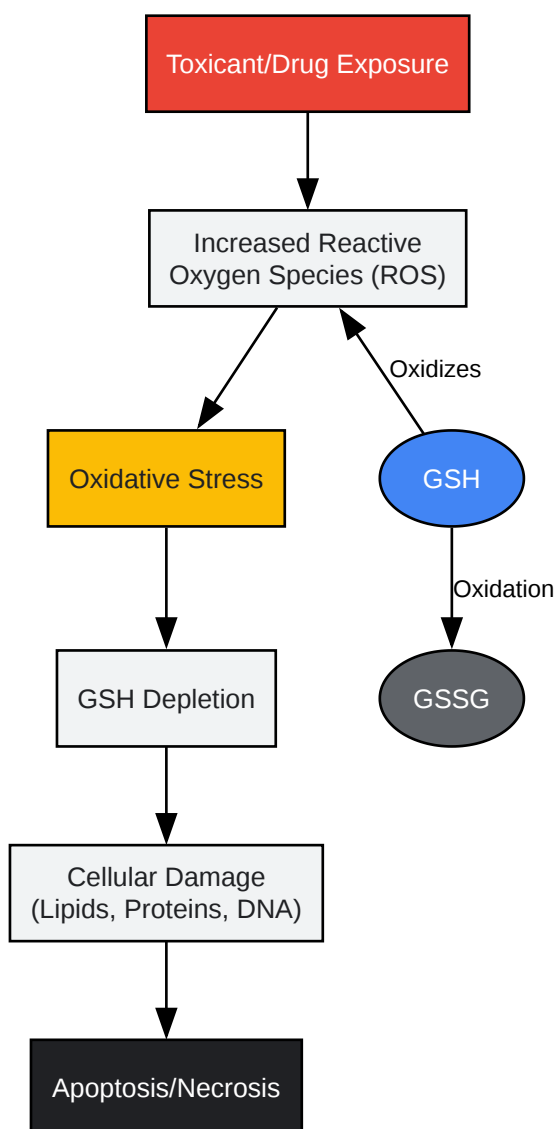 Toxicant/Drug Exposure
Increased Reactive
Oxygen Species (ROS)
Oxidizes
Oxidative Stress
GSH
Oxidation
GSH Depletion
GSSG
Cellular Damage
(Lipids, Proteins, DNA)
Apoptosis/Necrosis